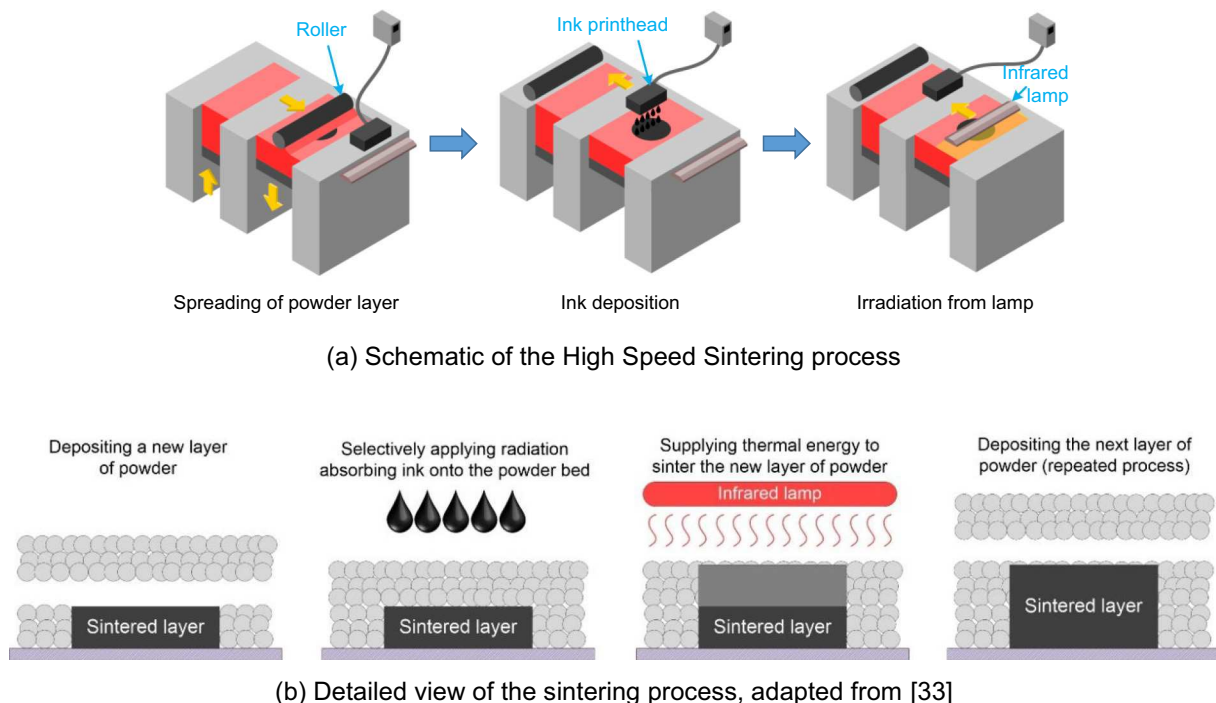 Roller
Ink printhead
Infrared
lamp
Spreading of powder layer
Ink deposition
Irradiation from lamp
(a) Schematic of the High Speed Sintering process
Depositing a new layer
of powder
Selectively applying radiation
absorbing ink onto the powder bed
Supplying thermal energy to
sinter the new layer of powder
Depositing the next layer of
powder (repeated process)
Infrared lamp
Sintered layer
Sintered layer
Sintered layer
Sintered layer
(b) Detailed view of the sintering process, adapted from [33]